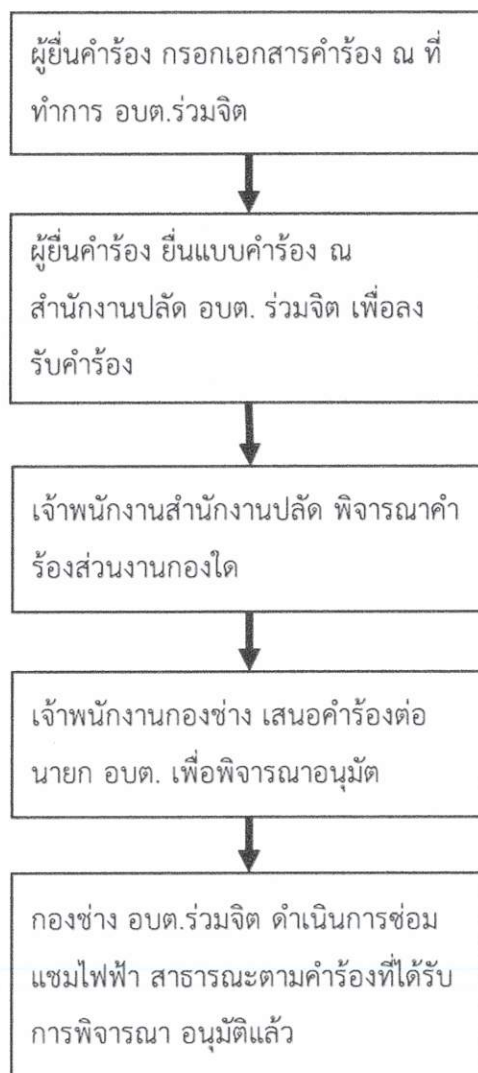 ผู้ยื่นคำร้อง กรอกเอกสารคำร้อง ณ ที่
ทำการ อบต.ร่วมจิต
ผู้ยื่นคำร้อง ยื่นแบบคำร้อง ณ
สำนักงานปลัด อบต. ร่วมจิต เพื่อลง
รับคำร้อง
เจ้าพนักงานสำนักงานปลัด พิจารณาคำ
ร้องส่วนงานกองใด
เจ้าพนักงานกองช่าง เสนอคำร้องต่อ
นายก อบต. เพื่อพิจารณาอนุมัต
กองช่าง อบต.ร่วมจิต ดำเนินการซ่อม
แซมไฟฟ้า สาธารณะตามคำร้องที่ได้รับ
การพิจารณา อนุมัติแล้ว